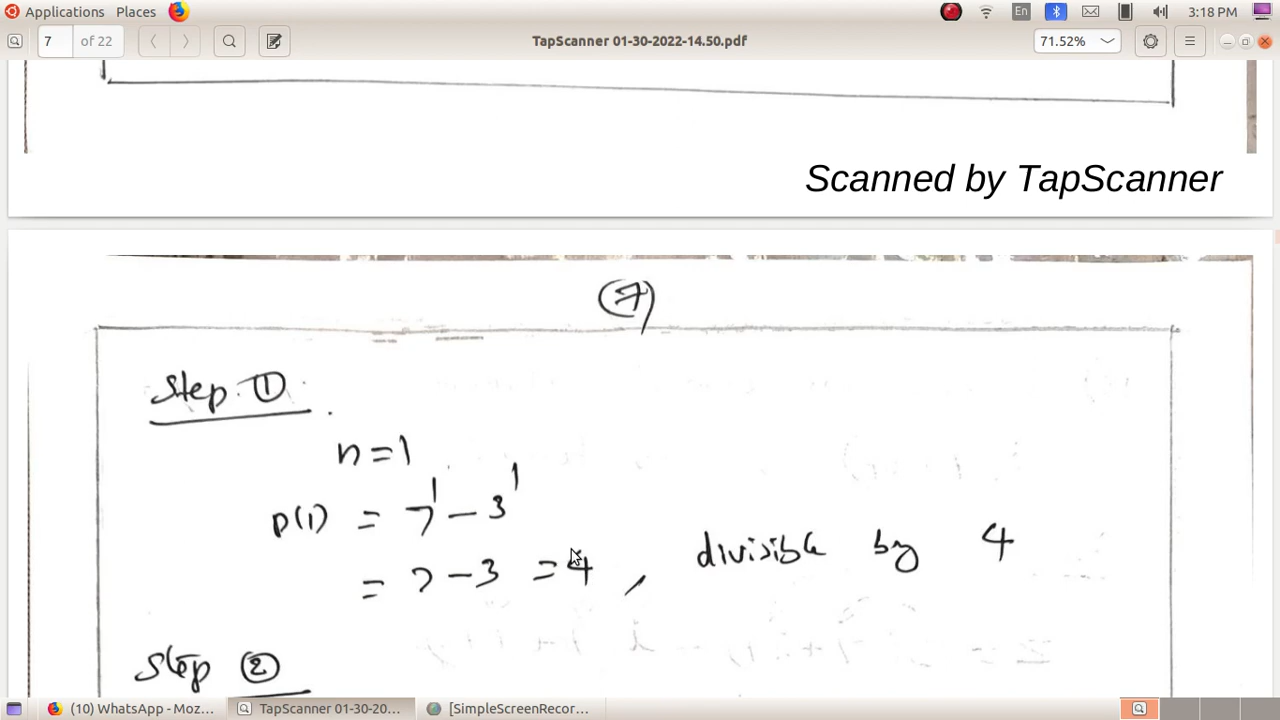 Applications Places En 3:18 PM
7 of 22 TapScanner 01-30-2022-14.50.pdf 71.52%
Scanned by TapScanner
(7)
Step ①
n=1
p(1) = 7¹ – 3¹
= 7 – 3 = 4, divisible by 4
Step ②
(10) WhatsApp - Moz... TapScanner 01-30-20... [SimpleScreenRecor...